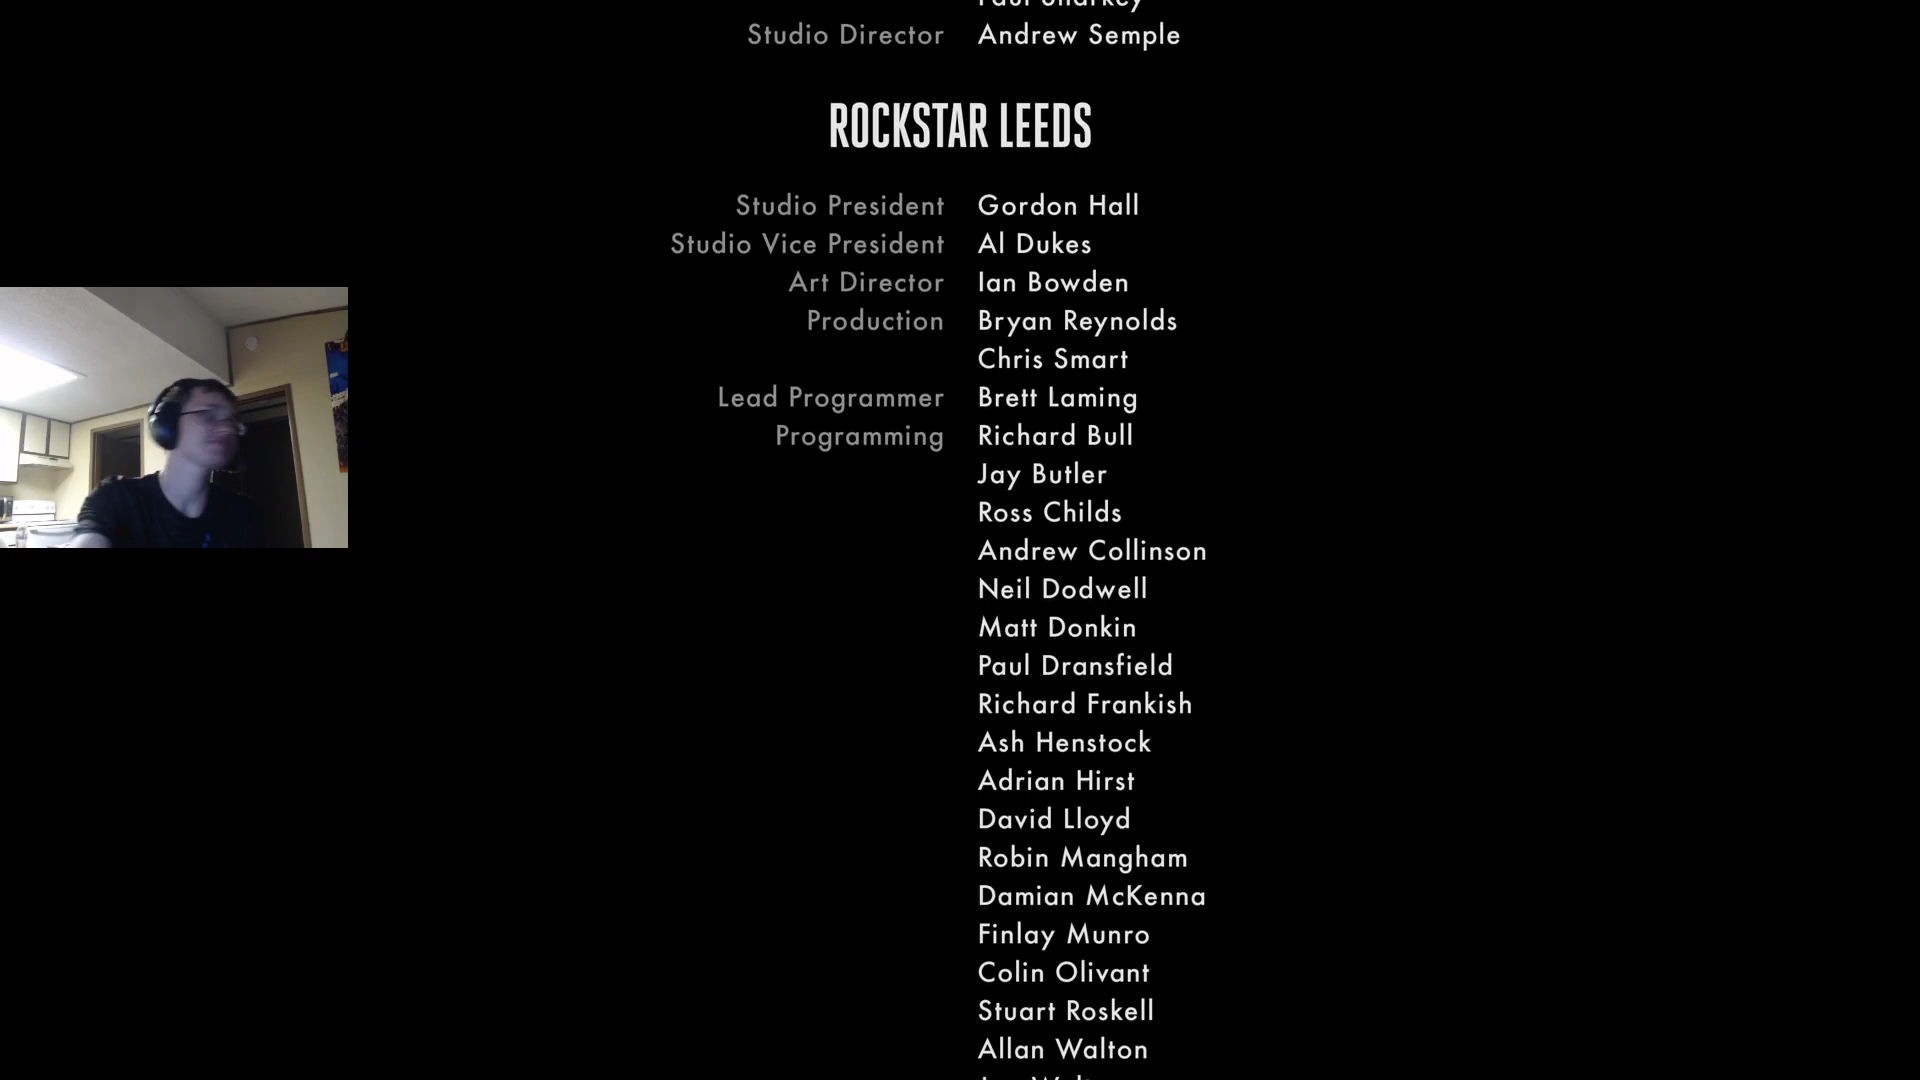 Studio Director Andrew Semple
ROCKSTAR LEEDS
Studio President Gordon Hall
Studio Vice President Al Dukes
Art Director Ian Bowden
Production Bryan Reynolds
Chris Smart
Lead Programmer Brett Laming
Programming Richard Bull
Jay Butler
Ross Childs
Andrew Collinson
Neil Dodwell
Matt Donkin
Paul Dransfield
Richard Frankish
Ash Henstock
Adrian Hirst
David Lloyd
Robin Mangham
Damian McKenna
Finlay Munro
Colin Olivant
Stuart Roskell
Allan Walton